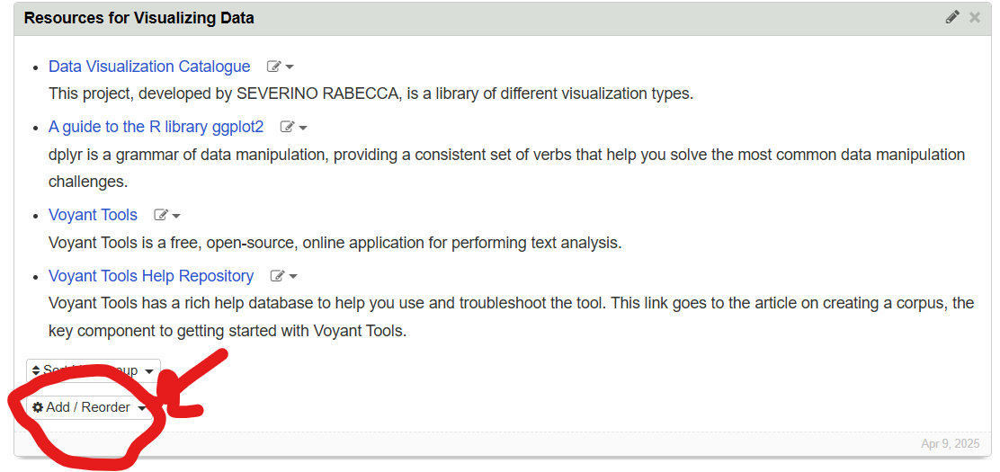 Resources for Visualizing Data
Data Visualization Catalogue
This project, developed by SEVERINO RABECCA, is a library of different visualization types.
A guide to the R library ggplot2
dplyr is a grammar of data manipulation, providing a consistent set of verbs that help you solve the most common data manipulation
challenges.
Voyant Tools
Voyant Tools is a free, open-source, online application for performing text analysis.
Voyant Tools Help Repository
Voyant Tools has a rich help database to help you use and troubleshoot the tool. This link goes to the article on creating a corpus, the
key component to getting started with Voyant Tools.
Add / Reorder
Apr 9, 2025